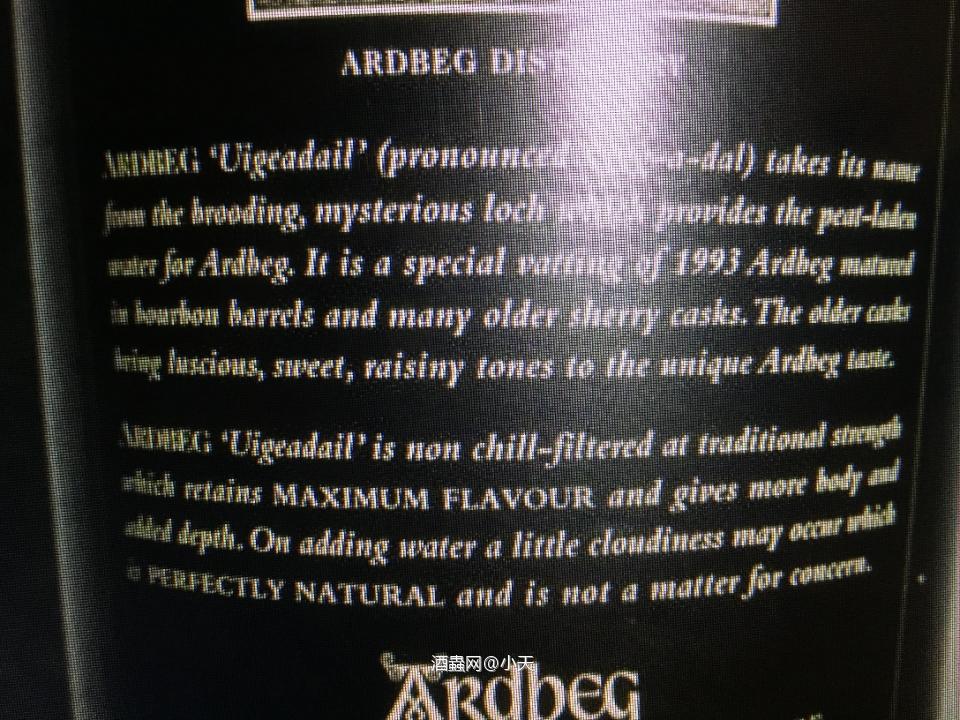 ARDBEG
ARDBEG 'Uigeadail' (pronounced dal) takes its name
from the brooding, mysterious loch provides the peat-laden
water for Ardbeg. It is a special vatting of 1993 Ardbeg matured
in bourbon barrels and many older sherry casks. The older casks
bring luscious, sweet, raisiny tones to the unique Ardbeg taste.
ARDBEG 'Uigeadail' is non chill-filtered at traditional strength
which retains MAXIMUM FLAVOUR and gives more body and
added depth. On adding water a little cloudiness may occur which
is PERFECTLY NATURAL and is not a matter for concern.
酒蟲网@小天
ARDBEG